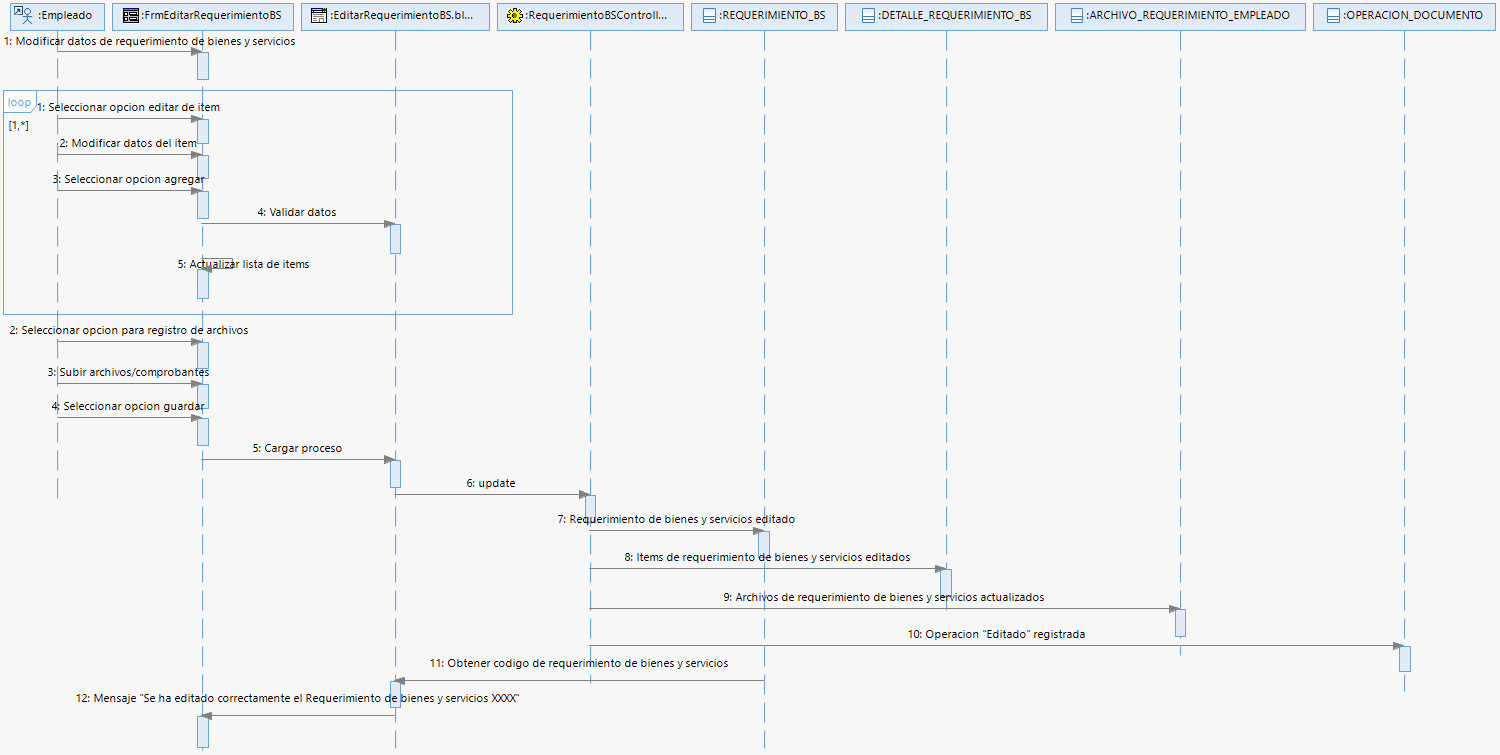 :Empleado
:FrmEditarRequerimientoBS
:EditarRequerimientoBS.bl...
:RequerimientoBSControll...
:REQUERIMIENTO_BS
:DETALLE_REQUERIMIENTO_BS
:ARCHIVO_REQUERIMIENTO_EMPLEADO
:OPERACION_DOCUMENTO
1: Modificar datos de requerimiento de bienes y servicios
loop
1: Seleccionar opcion editar de item
[1,*]
2: Modificar datos del item
3: Seleccionar opcion agregar
4: Validar datos
5: Actualizar lista de items
2: Seleccionar opcion para registro de archivos
3: Subir archivos/comprobantes
4: Seleccionar opcion guardar
5: Cargar proceso
6: update
7: Requerimiento de bienes y servicios editado
8: Items de requerimiento de bienes y servicios editados
9: Archivos de requerimiento de bienes y servicios actualizados
10: Operacion "Editado" registrada
11: Obtener codigo de requerimiento de bienes y servicios
12: Mensaje "Se ha editado correctamente el Requerimiento de bienes y servicios XXXX"